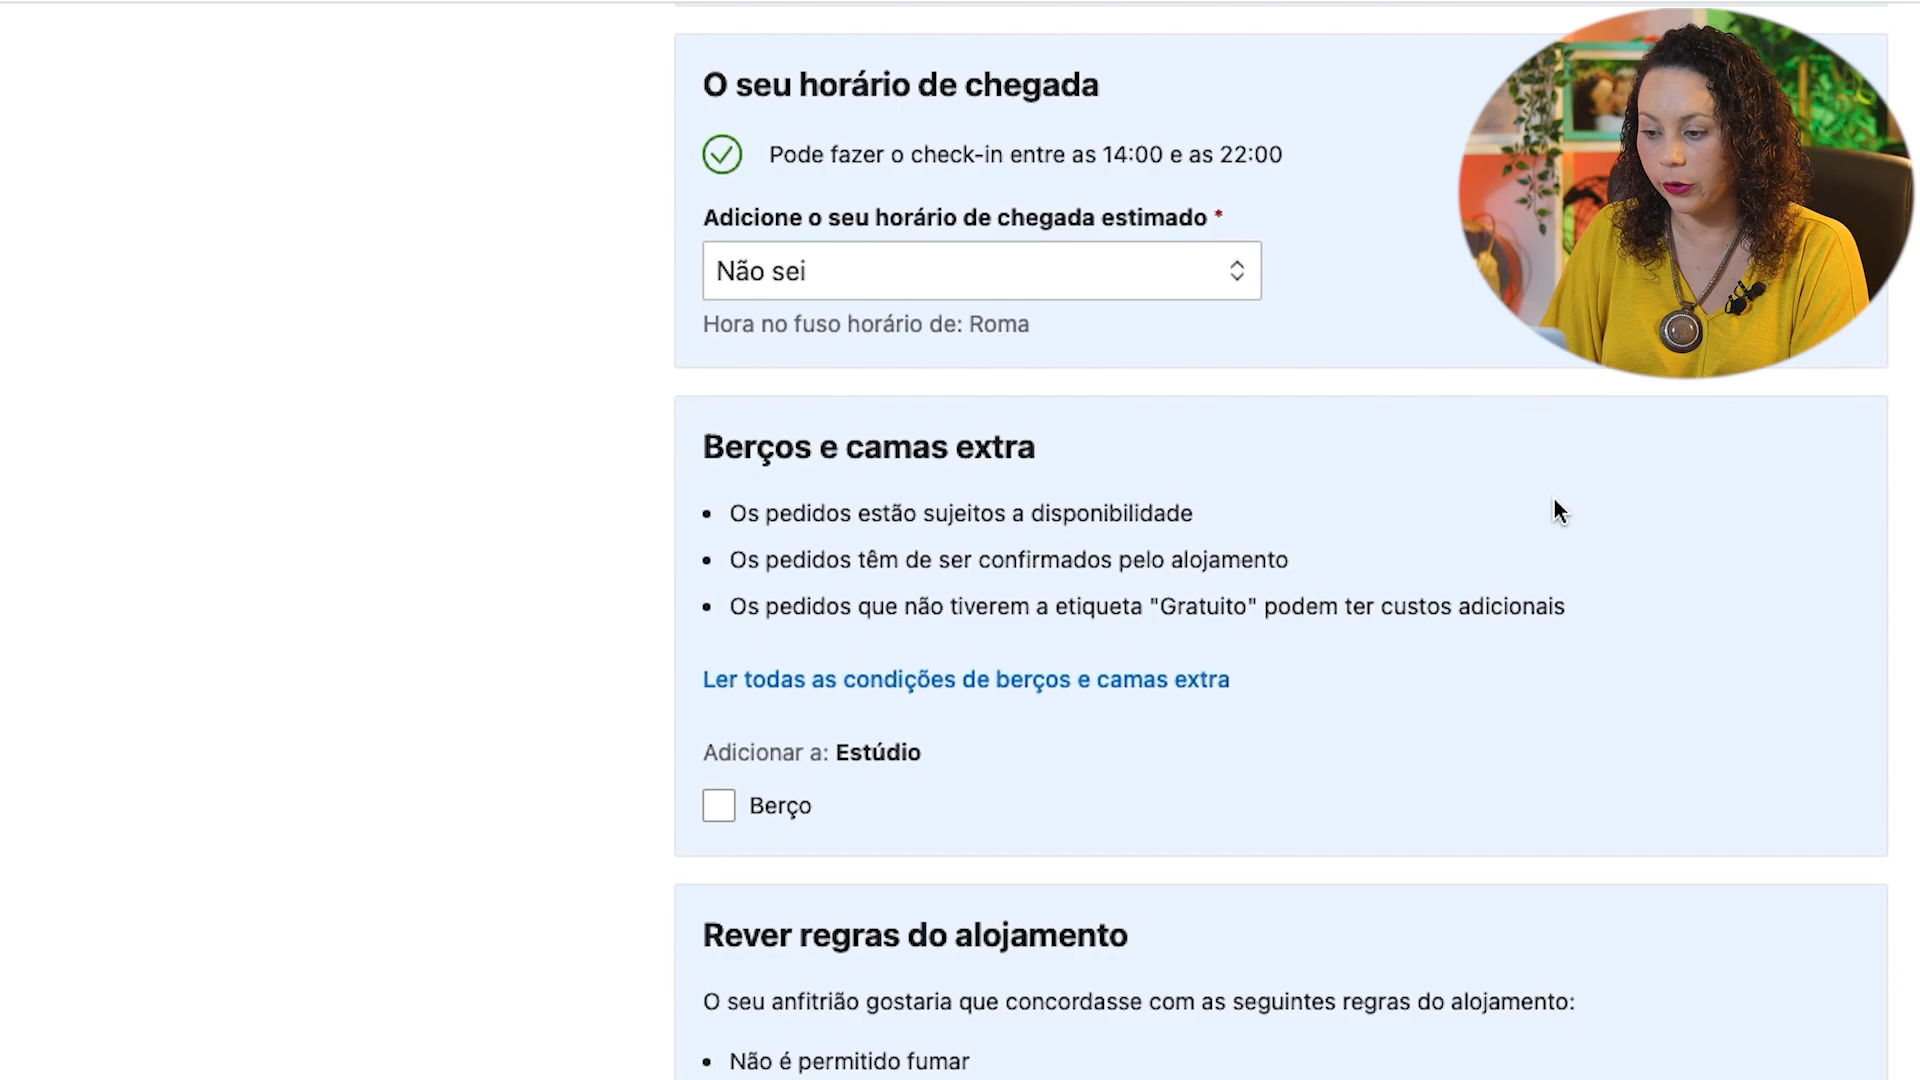 O seu horário de chegada
Pode fazer o check-in entre as 14:00 e as 22:00
Adicione o seu horário de chegada estimado *
Não sei
Hora no fuso horário de: Roma
Berços e camas extra
• Os pedidos estão sujeitos a disponibilidade
• Os pedidos têm de ser confirmados pelo alojamento
• Os pedidos que não tiverem a etiqueta "Gratuito" podem ter custos adicionais
Ler todas as condições de berços e camas extra
Adicionar a: Estúdio
Berço
Rever regras do alojamento
O seu anfitrião gostaria que concordasse com as seguintes regras do alojamento:
• Não é permitido fumar